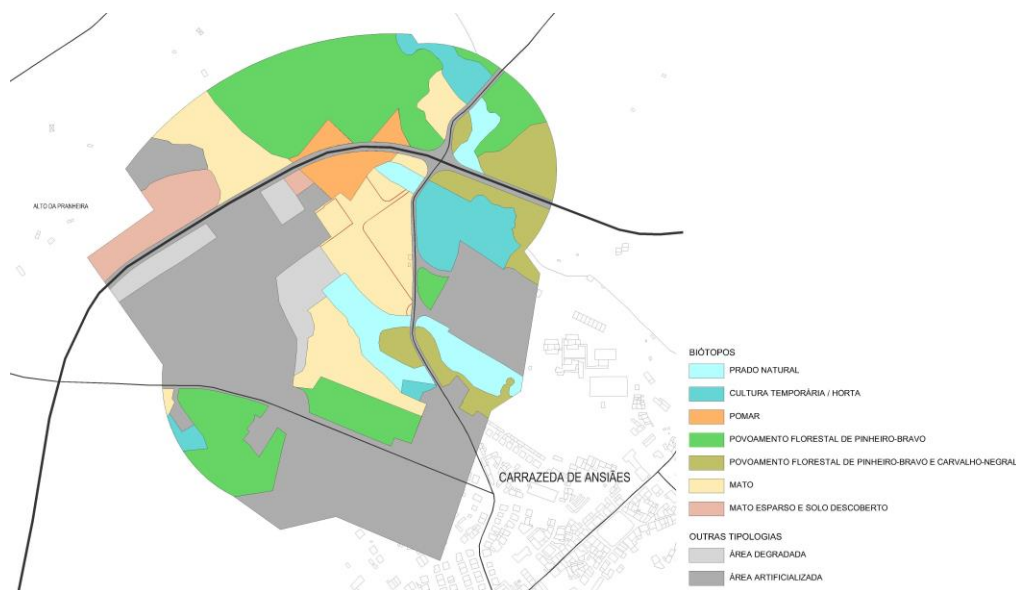 ALTO DA PRANHEIRA
CARRAZEDA DE ANSIÃES
BIÓTOPOS
PRADO NATURAL
CULTURA TEMPORÁRIA / HORTA
POMAR
POVOAMENTO FLORESTAL DE PINHEIRO-BRAVO
POVOAMENTO FLORESTAL DE PINHEIRO-BRAVO E CARVALHO-NEGRAL
MATO
MATO ESPARSO E SOLO DESCOBERTO
OUTRAS TIPOLOGIAS
ÁREA DEGRADADA
ÁREA ARTIFICIALIZADA